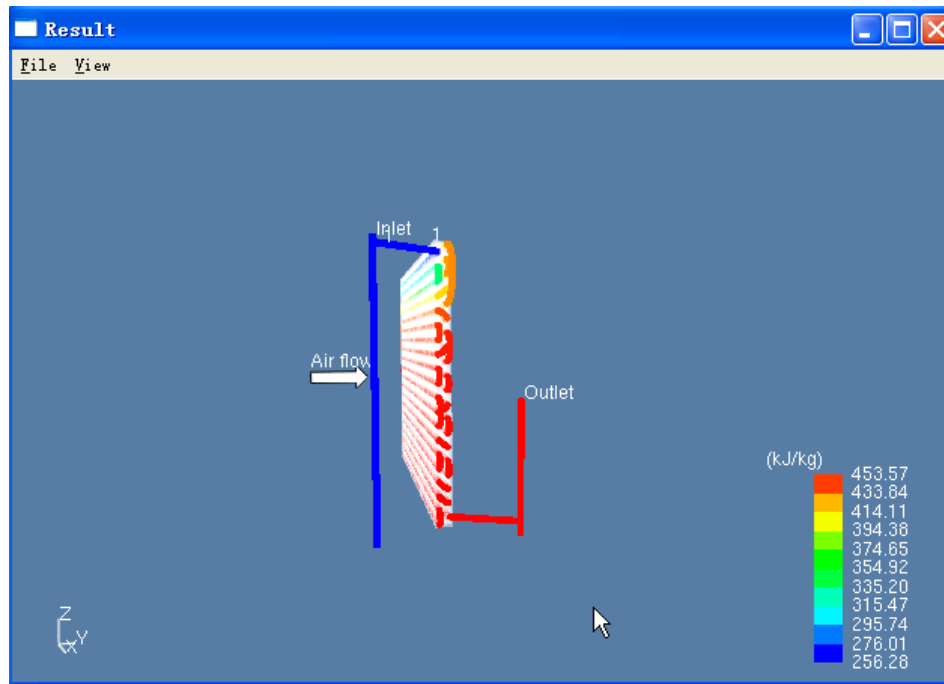 Result
File View
Inlet
1
Air flow
Outlet
(kJ/kg)
453.57
433.84
414.11
394.38
374.65
354.92
335.20
315.47
295.74
276.01
256.28
Z
Y
X